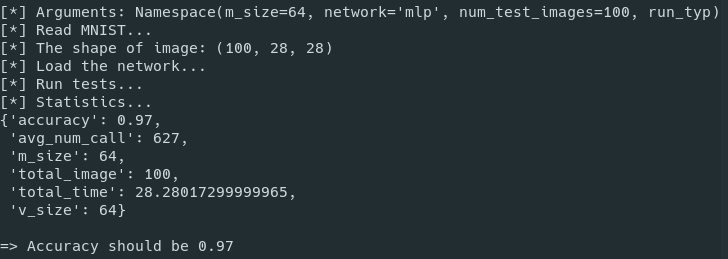 [*] Arguments: Namespace(m_size=64, network='mlp', num_test_images=100, run_typ)
[*] Read MNIST...
[*] The shape of image: (100, 28, 28)
[*] Load the network...
[*] Run tests...
[*] Statistics...
{'accuracy': 0.97,
 'avg_num_call': 627,
 'm_size': 64,
 'total_image': 100,
 'total_time': 28.28017299999965,
 'v_size': 64}
=> Accuracy should be 0.97